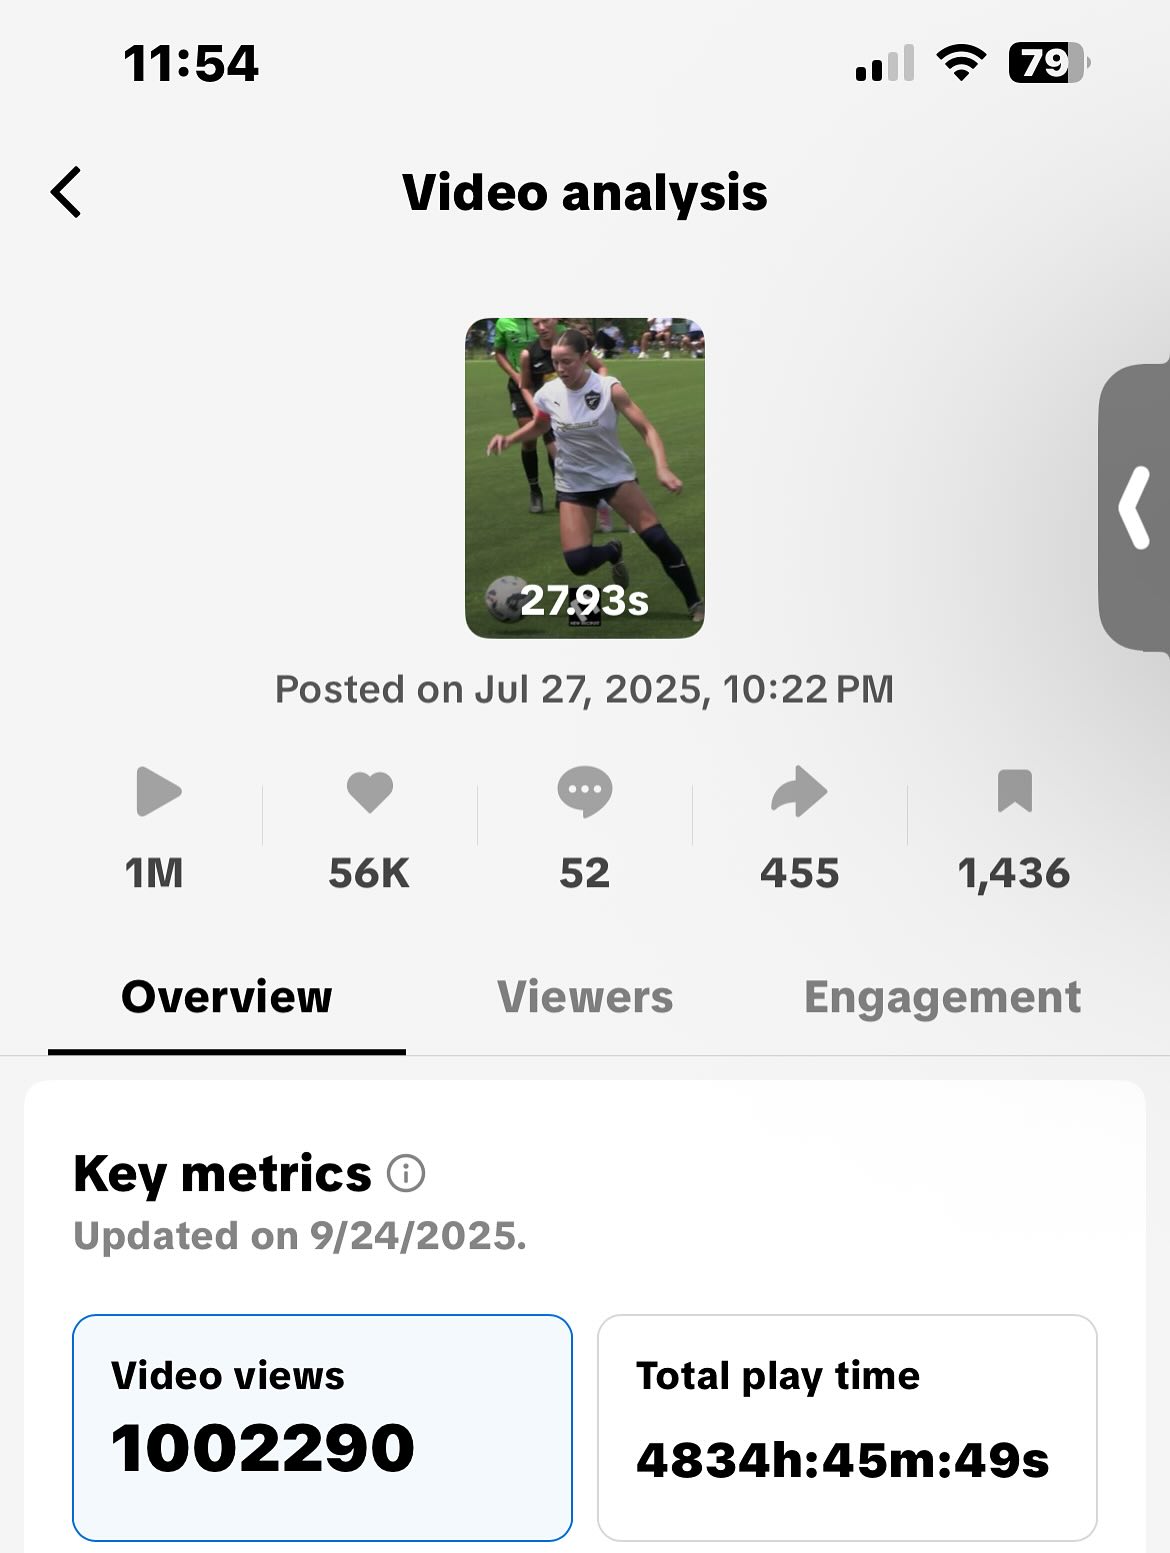 11:54
79
Video analysis
27.93s
NEW RECRUIT
Posted on Jul 27, 2025, 10:22 PM
1M
56K
52
455
1,436
Overview
Viewers
Engagement
Key metrics
Updated on 9/24/2025.
Video views
Total play time
1002290
4834h:45m:49s